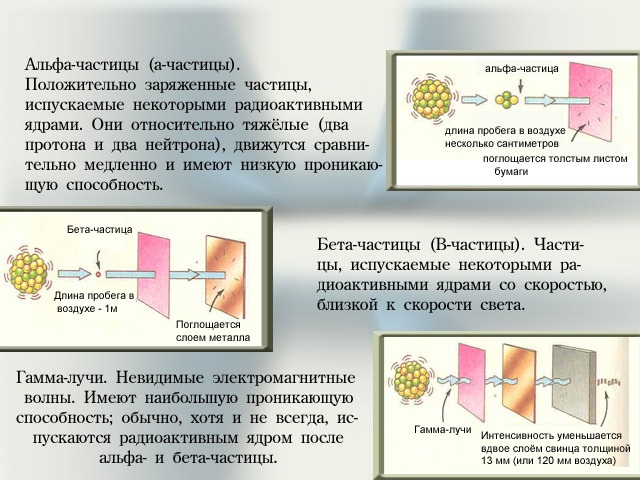 Альфа-частицы (а-частицы).
Положительно заряженные частицы,
испускаемые некоторыми радиоактивными
ядрами. Они относительно тяжёлые (два
протона и два нейтрона), движутся сравни-
тельно медленно и имеют низкую проникаю-
щую способность.
альфа-частица
длина пробега в воздухе
несколько сантиметров
поглощается толстым листом
бумаги
Бета-частица
Длина пробега в
воздухе - 1м
Поглощается
слоем металла
Бета-частицы (В-частицы). Части-
цы, испускаемые некоторыми ра-
диоактивными ядрами со скоростью,
близкой к скорости света.
Гамма-лучи. Невидимые электромагнитные
волны. Имеют наибольшую проникающую
способность; обычно, хотя и не всегда, ис-
пускаются радиоактивным ядром после
альфа- и бета-частицы.
Гамма-лучи
Интенсивность уменьшается
вдвое слоём свинца толщиной
13 мм (или 120 мм воздуха)